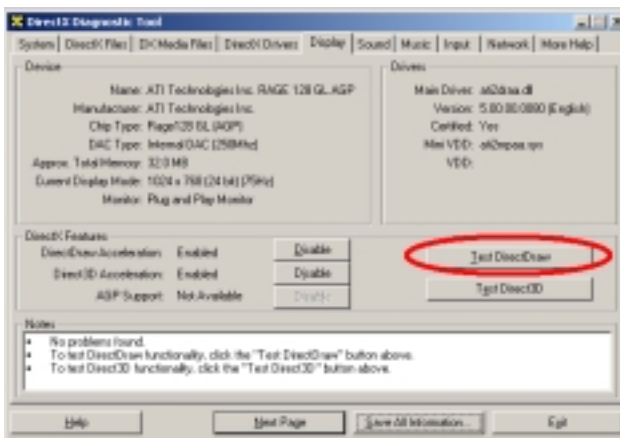 DirectX Diagnostic Tool
System DirectX Files DX Media Files DirectX Drivers Display Sound Music Input Network More Help
Device
Name: ATI Technologies Inc. RAGE 128 GL AGP
Manufacturer: ATI Technologies Inc.
Chip Type: Rage128 GL (AGP)
DAC Type: Internal DAC (250Mhz)
Approx. Total Memory: 32.0 MB
Current Display Mode: 1024 x 768 (24 bit) (75Hz)
Monitor: Plug and Play Monitor
Drivers
Main Driver:
Version: 5.00.00.0080 (English)
Certified: Yes
Mini VDD:
VDD:
DirectX Features
DirectDraw Acceleration: Enabled Disable
Direct3D Acceleration: Enabled Disable
AGP Support: Not Available Disable
Test DirectDraw
Test Direct3D
Notes
• No problems found.
• To test DirectDraw functionality, click the "Test DirectDraw" button above.
• To test Direct3D functionality, click the "Test Direct3D" button above.
Help Next Page Save All Information... Exit